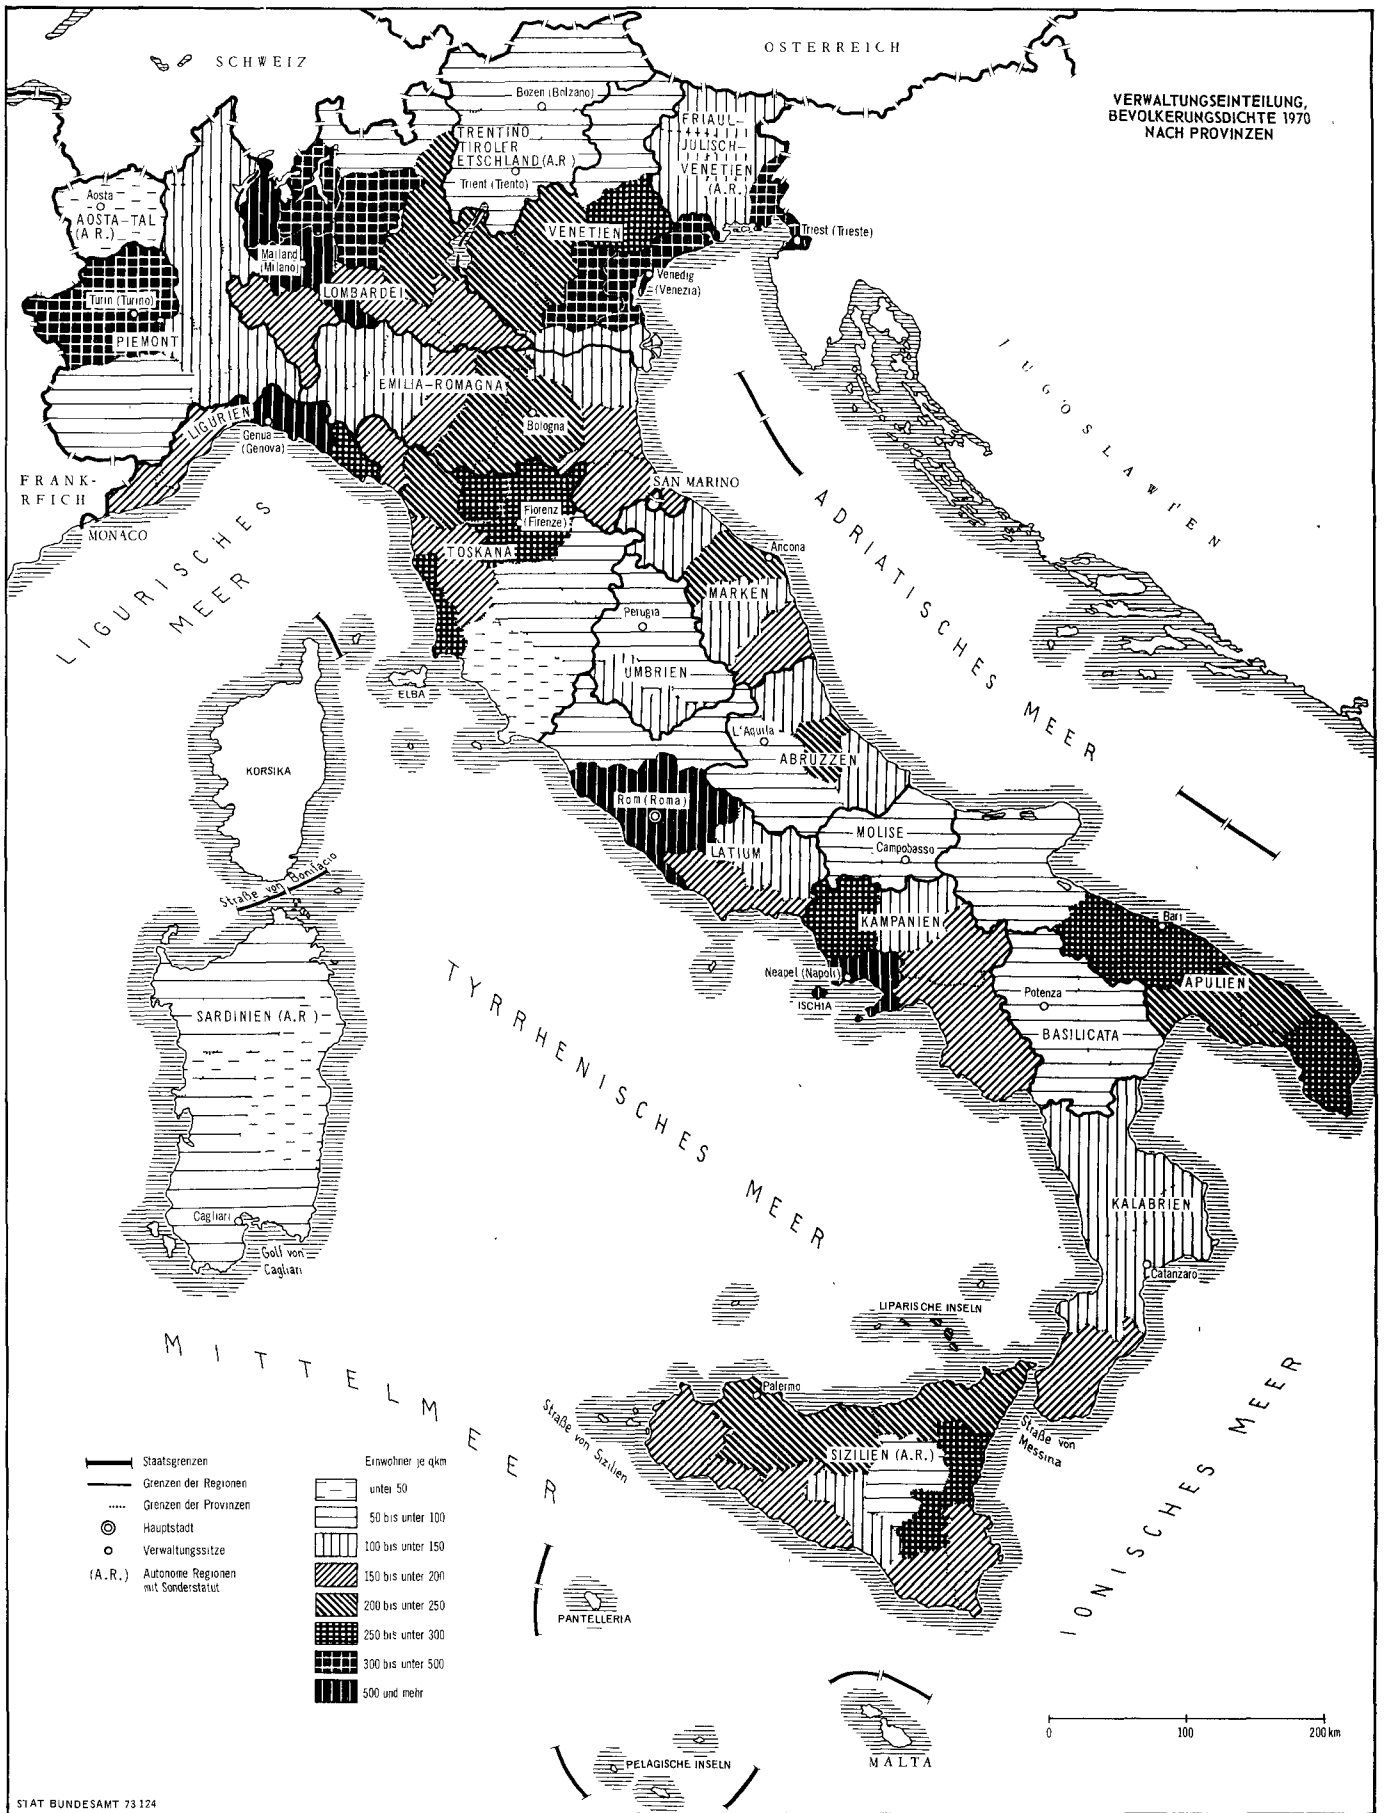 SCHWEIZ
OSTERREICH
VERWALTUNGSEINTEILUNG,
BEVOLKERUNGSDICHTE 1970
NACH PROVINZEN
Bozen (Bolzano)
TRENTINO
TIROLER
ETSCHLAND (A.R.)
Trient (Trento)
FRIAUL-
JULISCH-
VENETIEN
(A.R.)
Aosta
AOSTA-TAL
(A R.)
VENETIEN
Triest (Trieste)
Mailand
(Milano)
LOMBARDEI
Venedig
(Venezia)
Turin (Turino)
PIEMONT
JUGOSLAWIEN
EMILIA-ROMAGNA
LIGURIEN
Genua
(Genova)
Bologna
FRANK-
REICH
MONACO
SAN MARINO
Florenz
(Firenze)
LIGURISCHES
MEER
TOSKANA
Ancona
ADRIATISCHES MEER
MARKEN
Perugia
UMBRIEN
ELBA
KORSIKA
L'Aquila
ABRUZZEN
Rom (Roma)
LATIUM
MOLISE
Campobasso
Straße von Bonifacio
KAMPANIEN
Bari
Neapel (Napoli)
ISCHIA
APULIEN
Potenza
BASILICATA
SARDINIEN (A.R.)
TYRRHENISCHES MEER
KALABRIEN
Cagliari
Golf von
Cagliari
Catanzaro
LIPARISCHE INSELN
MITTELMEER
Palermo
Straße von Sizilien
SIZILIEN (A.R.)
Straße von
Messina
IONISCHES MEER
Staatsgrenzen
Grenzen der Regionen
Grenzen der Provinzen
Hauptstadt
Verwaltungssitze
(A.R.) Autonome Regionen
mit Sonderstatut
Einwohner je qkm
unter 50
50 bis unter 100
100 bis unter 150
150 bis unter 200
200 bis unter 250
250 bis unter 300
300 bis unter 500
500 und mehr
PANTELLERIA
PELAGISCHE INSELN
MALTA
0 100 200 km
STAT BUNDESAMT 73 124